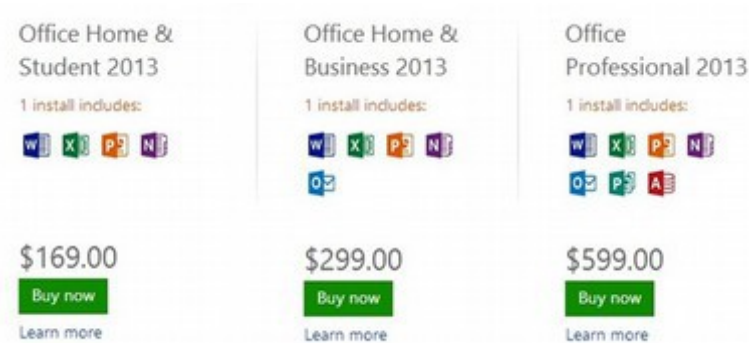 Office Home &
Student 2013
1 install includes:
W X P N
$169.00
Buy now
Learn more
Office Home &
Business 2013
1 install includes:
W X P N
O
$299.00
Buy now
Learn more
Office
Professional 2013
1 install includes:
W X P N
O P A
$599.00
Buy now
Learn more